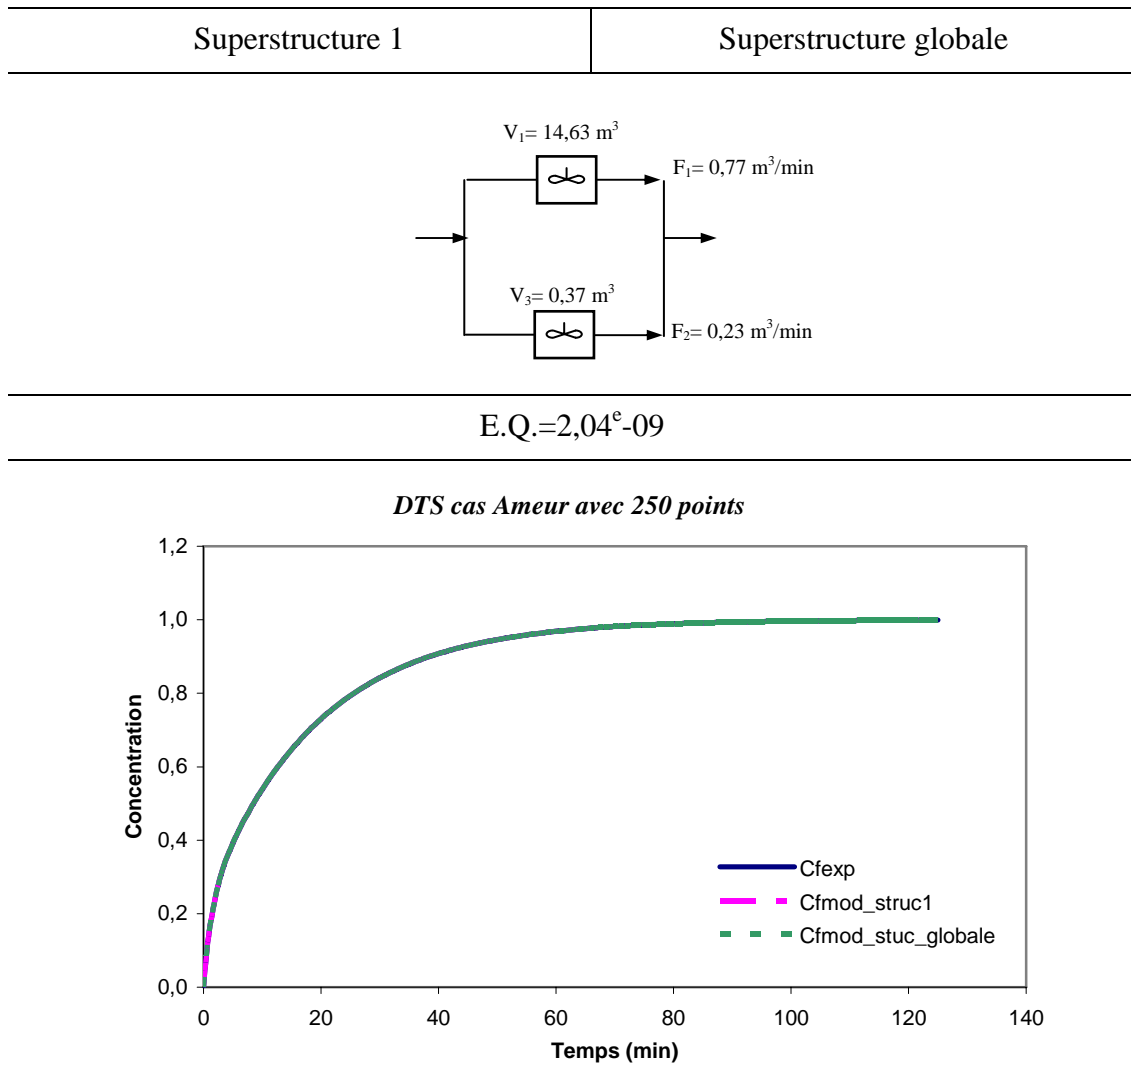 Superstructure 1
Superstructure globale
V₁= 14,63 m³
F₁= 0,77 m³/min
V₃= 0,37 m³
F₂= 0,23 m³/min
E.Q.=2,04ᵉ-09
DTS cas Ameur avec 250 points
1,2
1,0
0,8
0,6
0,4
0,2
0,0
Concentration
Cfexp
Cfmod_struc1
Cfmod_stuc_globale
0 20 40 60 80 100 120 140
Temps (min)